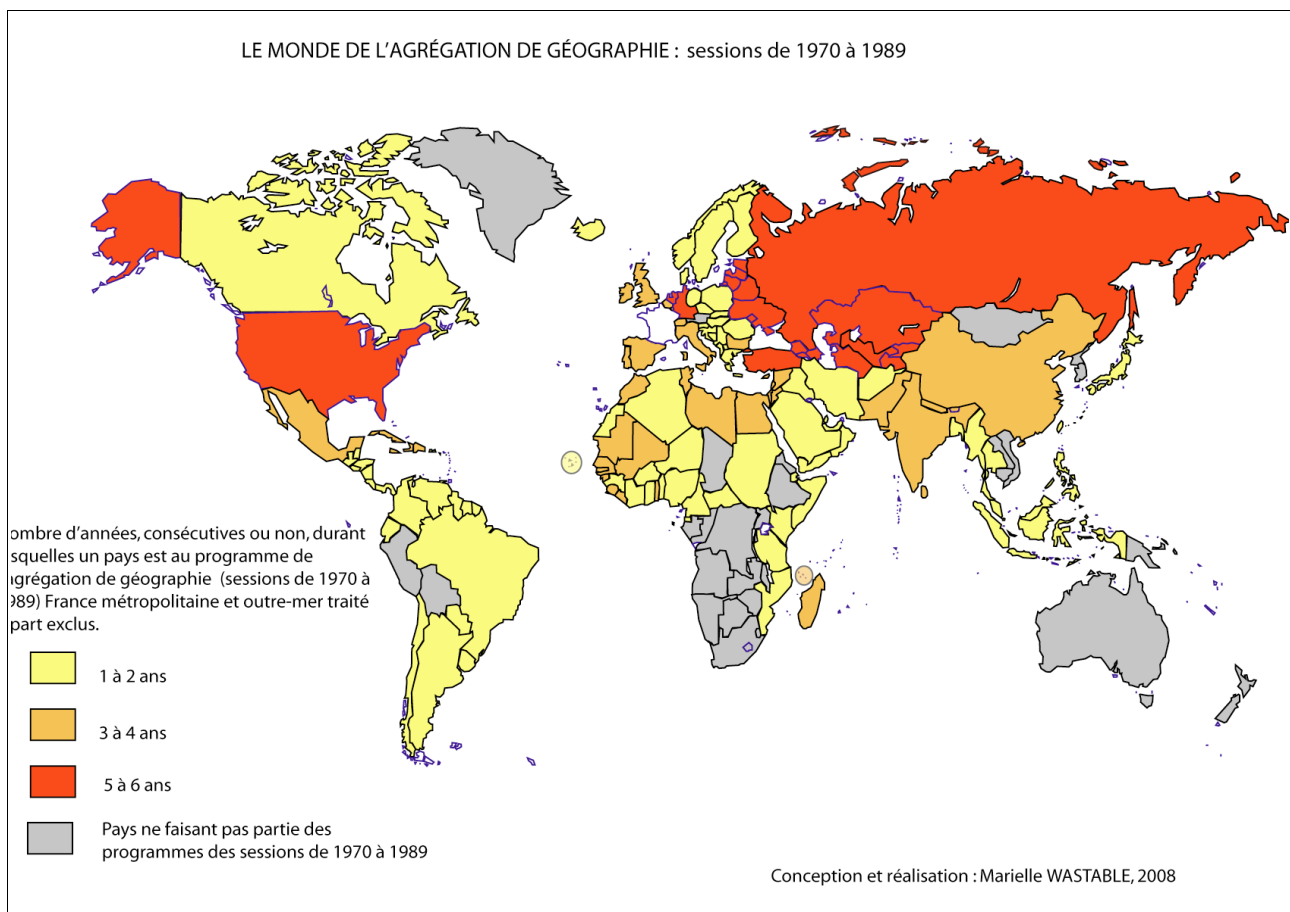 LE MONDE DE L'AGRÉGATION DE GÉOGRAPHIE : sessions de 1970 à 1989
ombre d'années, consécutives ou non, durant
squelles un pays est au programme de
agrégation de géographie (sessions de 1970 à
989) France métropolitaine et outre-mer traité
part exclus.
1 à 2 ans
3 à 4 ans
5 à 6 ans
Pays ne faisant pas partie des
programmes des sessions de 1970 à 1989
Conception et réalisation : Marielle WASTABLE, 2008